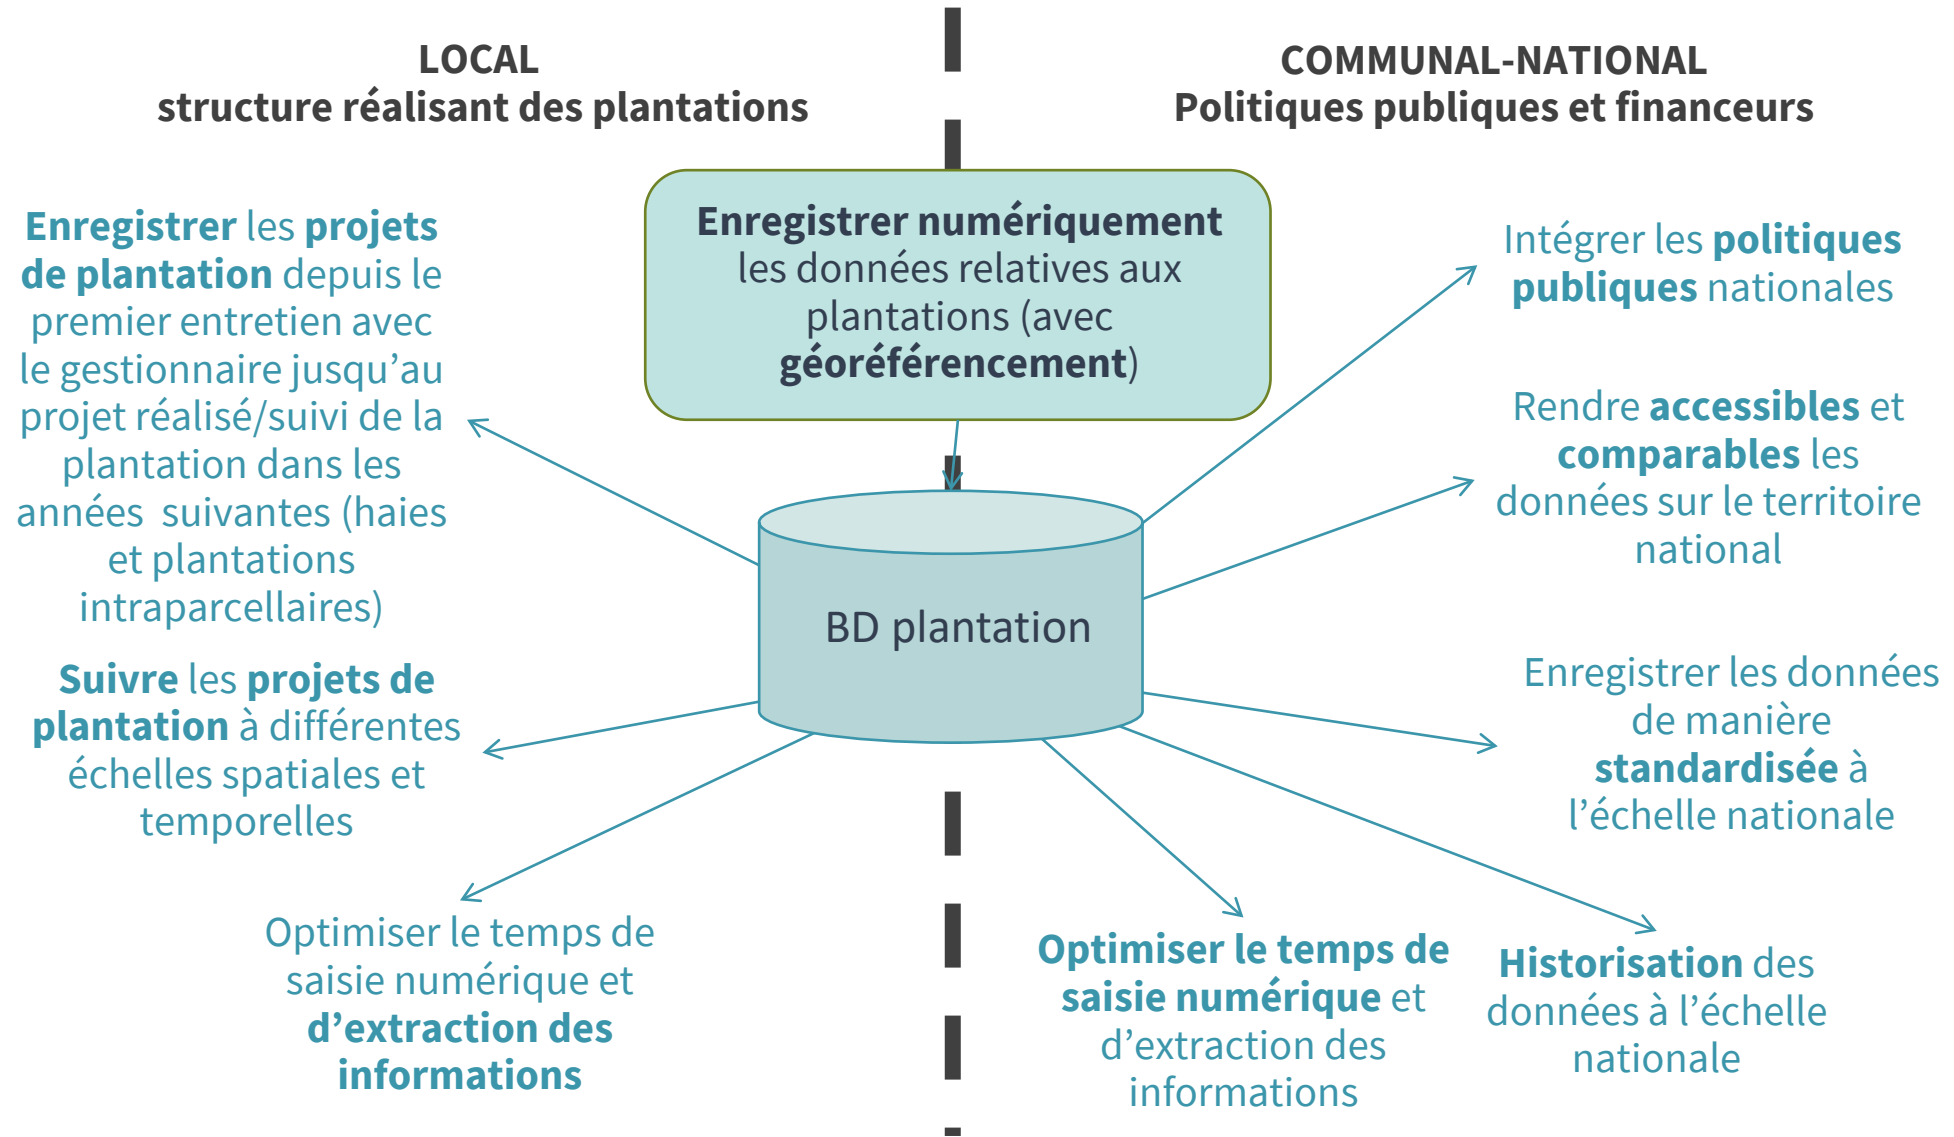 LOCAL
structure réalisant des plantations
COMMUNAL-NATIONAL
Politiques publiques et financeurs
Enregistrer numériquement
les données relatives aux
plantations (avec
géoréférencement)
Enregistrer les projets
de plantation depuis le
premier entretien avec
le gestionnaire jusqu’au
projet réalisé/suivi de la
plantation dans les
années suivantes (haies
et plantations
intraparcellaires)
Suivre les projets de
plantation à différentes
échelles spatiales et
temporelles
Optimiser le temps de
saisie numérique et
d’extraction des
informations
BD plantation
Intégrer les politiques
publiques nationales
Rendre accessibles et
comparables les
données sur le territoire
national
Enregistrer les données
de manière
standardisée à
l’échelle nationale
Optimiser le temps de
saisie numérique et
d’extraction des
informations
Historisation des
données à l’échelle
nationale